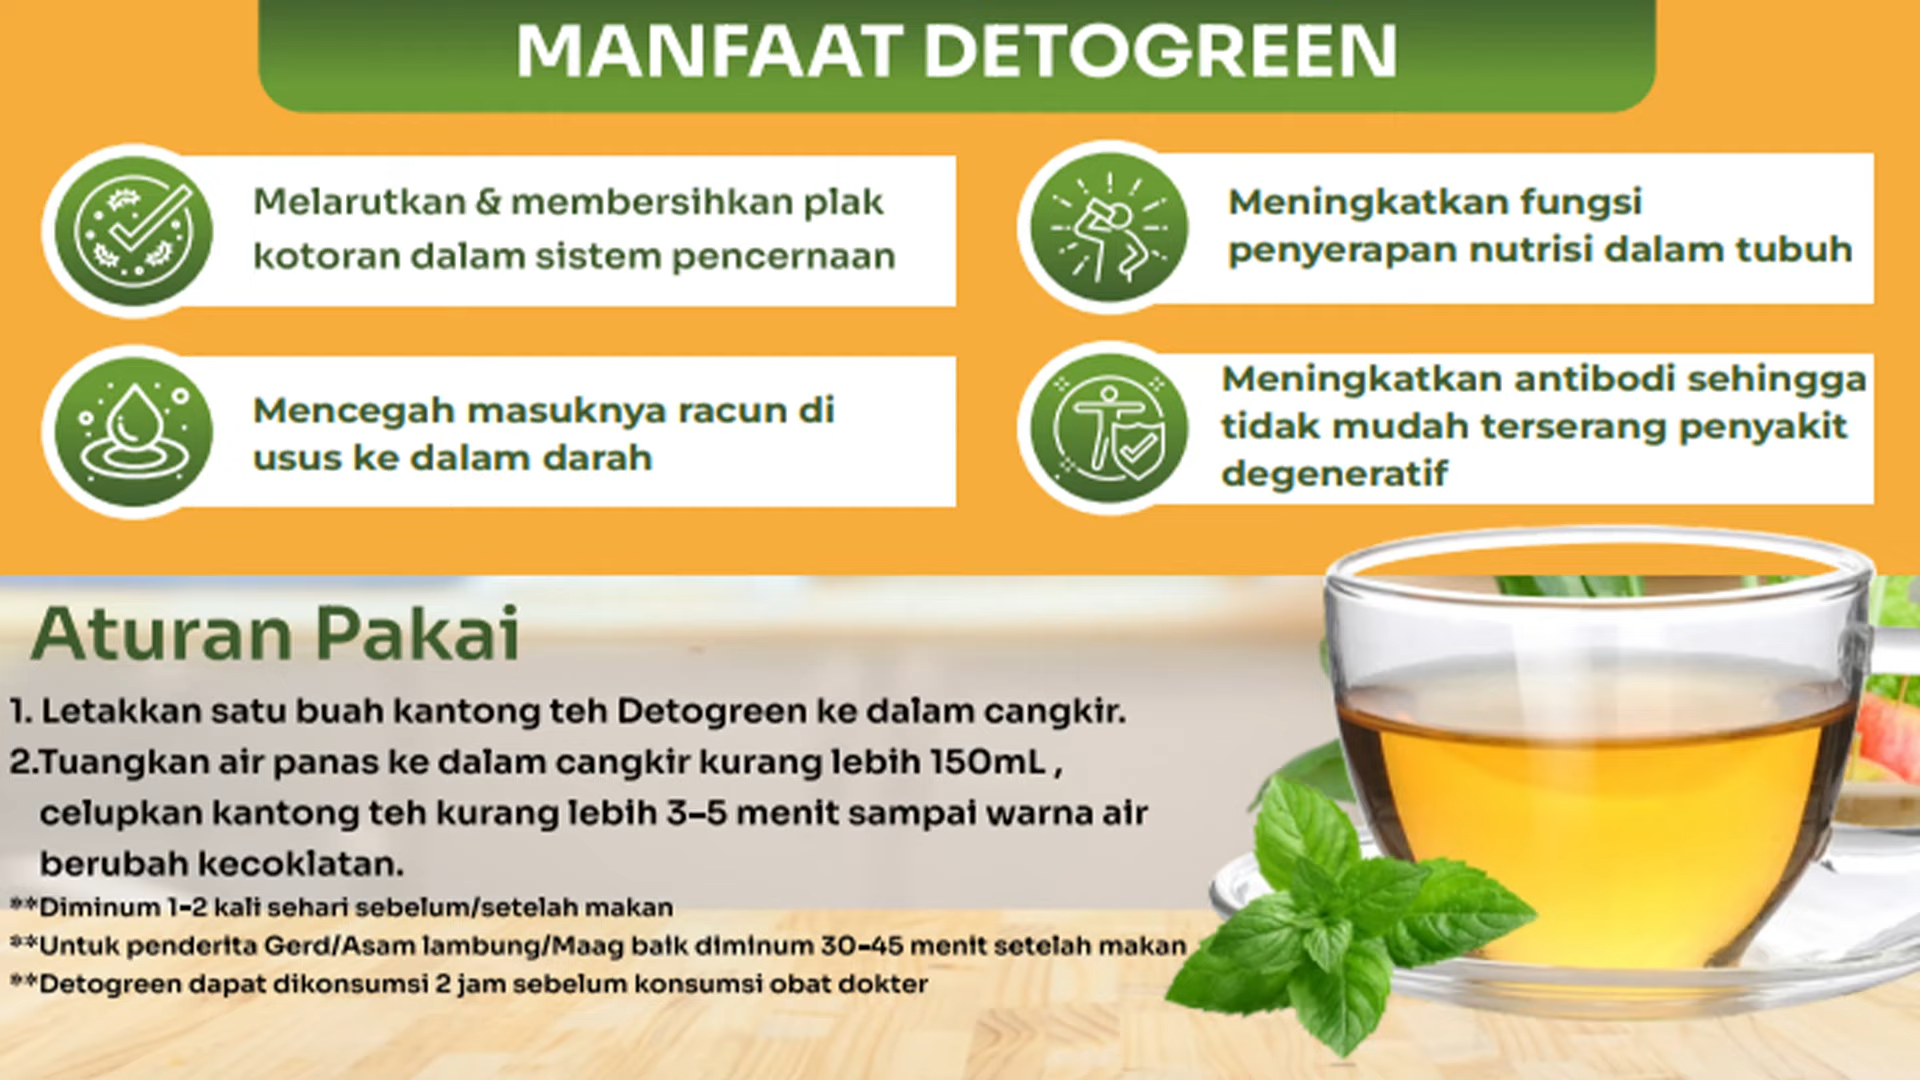 MANFAAT DETOGREEN
Melarutkan & membersihkan plak
kotoran dalam sistem pencernaan
Meningkatkan fungsi
penyerapan nutrisi dalam tubuh
Mencegah masuknya racun di
usus ke dalam darah
Meningkatkan antibodi sehingga
tidak mudah terserang penyakit
degeneratif
Aturan Pakai
1. Letakkan satu buah kantong teh Detogreen ke dalam cangkir.
2.Tuangkan air panas ke dalam cangkir kurang lebih 150mL ,
celupkan kantong teh kurang lebih 3-5 menit sampai warna air
berubah kecoklatan.
**Diminum 1-2 kali sehari sebelum/setelah makan
**Untuk penderita Gerd/Asam lambung/Maag baik diminum 30-45 menit setelah makan
**Detogreen dapat dikonsumsi 2 jam sebelum konsumsi obat dokter